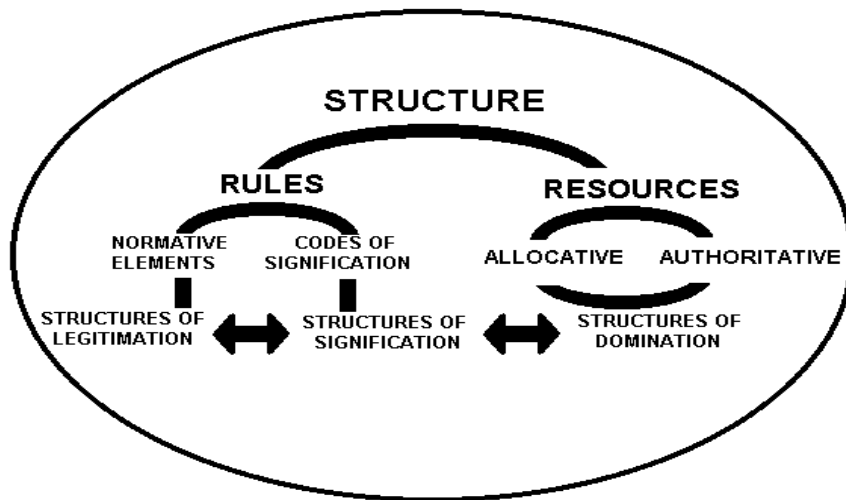 STRUCTURE
RULES
RESOURCES
NORMATIVE
ELEMENTS
CODES OF
SIGNIFICATION
ALLOCATIVE
AUTHORITATIVE
STRUCTURES OF
LEGITIMATION
STRUCTURES OF
SIGNIFICATION
STRUCTURES OF
DOMINATION